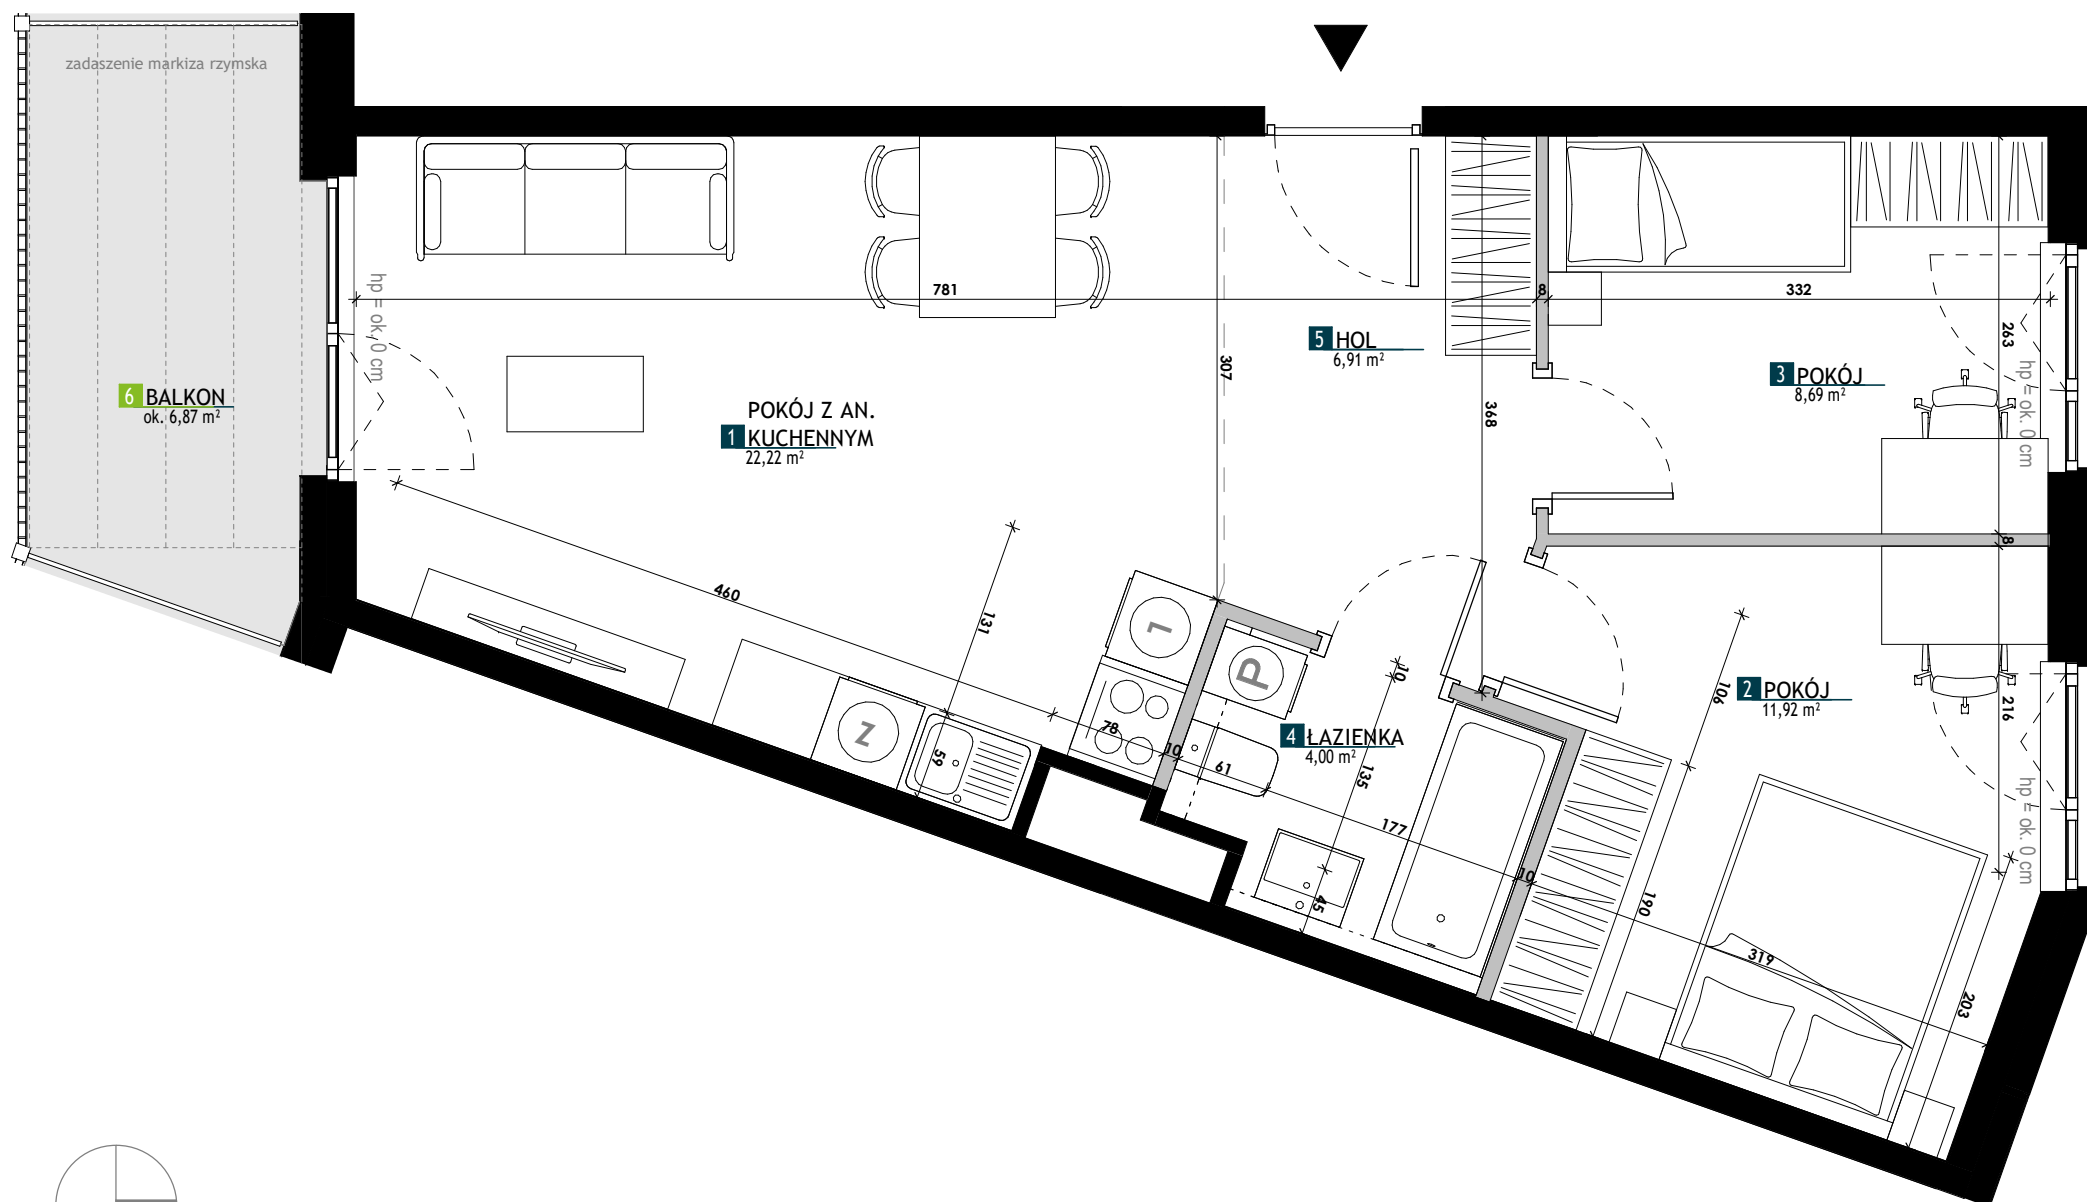 zadaszenie markiza rzymska
hp = ok. 0 cm
781
8
332
5 HOL
6,91 m²
263
307
3 POKÓJ
8,69 m²
hp = ok. 0 cm
6 BALKON
ok. 6,87 m²
POKÓJ Z AN.
1 KUCHENNYM
22,22 m²
368
8
460
131
L
P
10
106
2 POKÓJ
11,92 m²
216
Z
59
78
10
61
4 ŁAZIENKA
4,00 m²
135
177
45
10
190
hp = ok. 0 cm
319
203